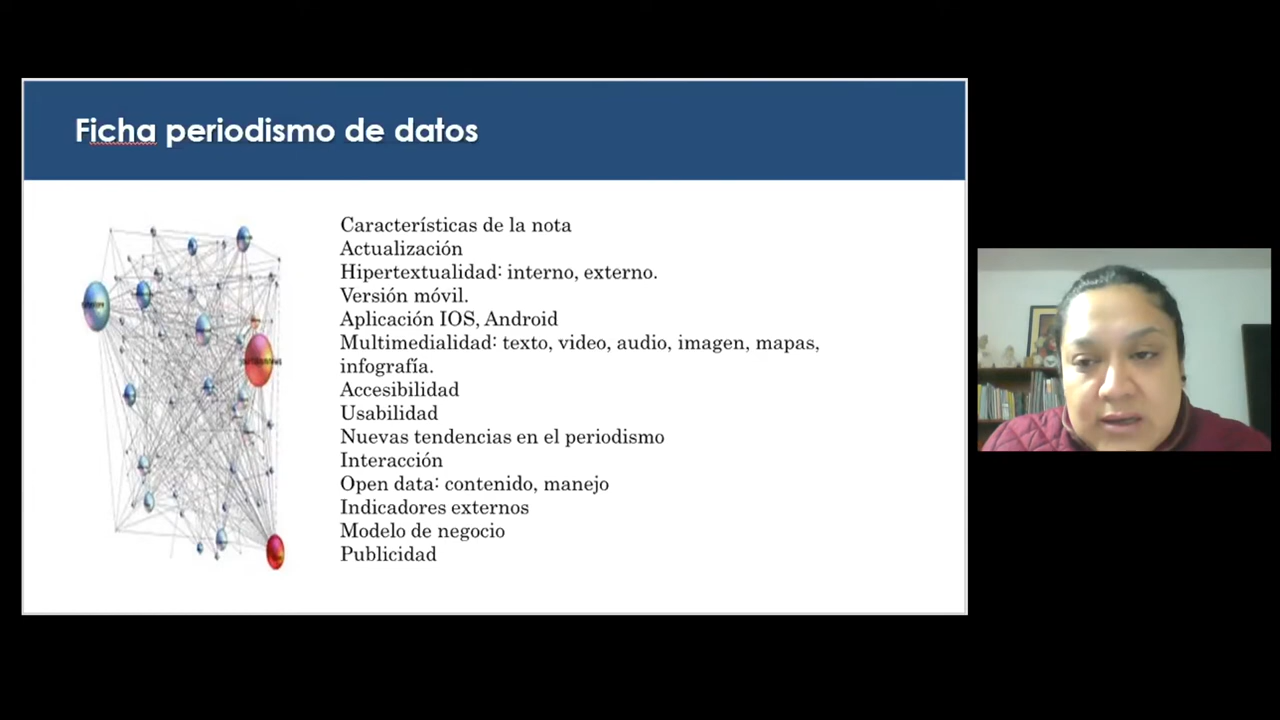 Ficha periodismo de datos
Características de la nota
Actualización
Hipertextualidad: interno, externo.
Versión móvil.
Aplicación IOS, Android
Multimedialidad: texto, video, audio, imagen, mapas,
infografía.
Accesibilidad
Usabilidad
Nuevas tendencias en el periodismo
Interacción
Open data: contenido, manejo
Indicadores externos
Modelo de negocio
Publicidad